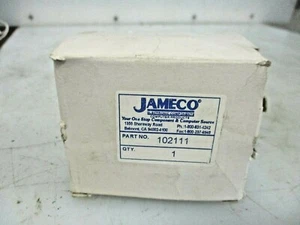 JAMECO®
Your One Stop Component & Computer Source
1355 Shoreway Road
Belmont, CA 94002-4100
PART NO. 102111
QTY. 1